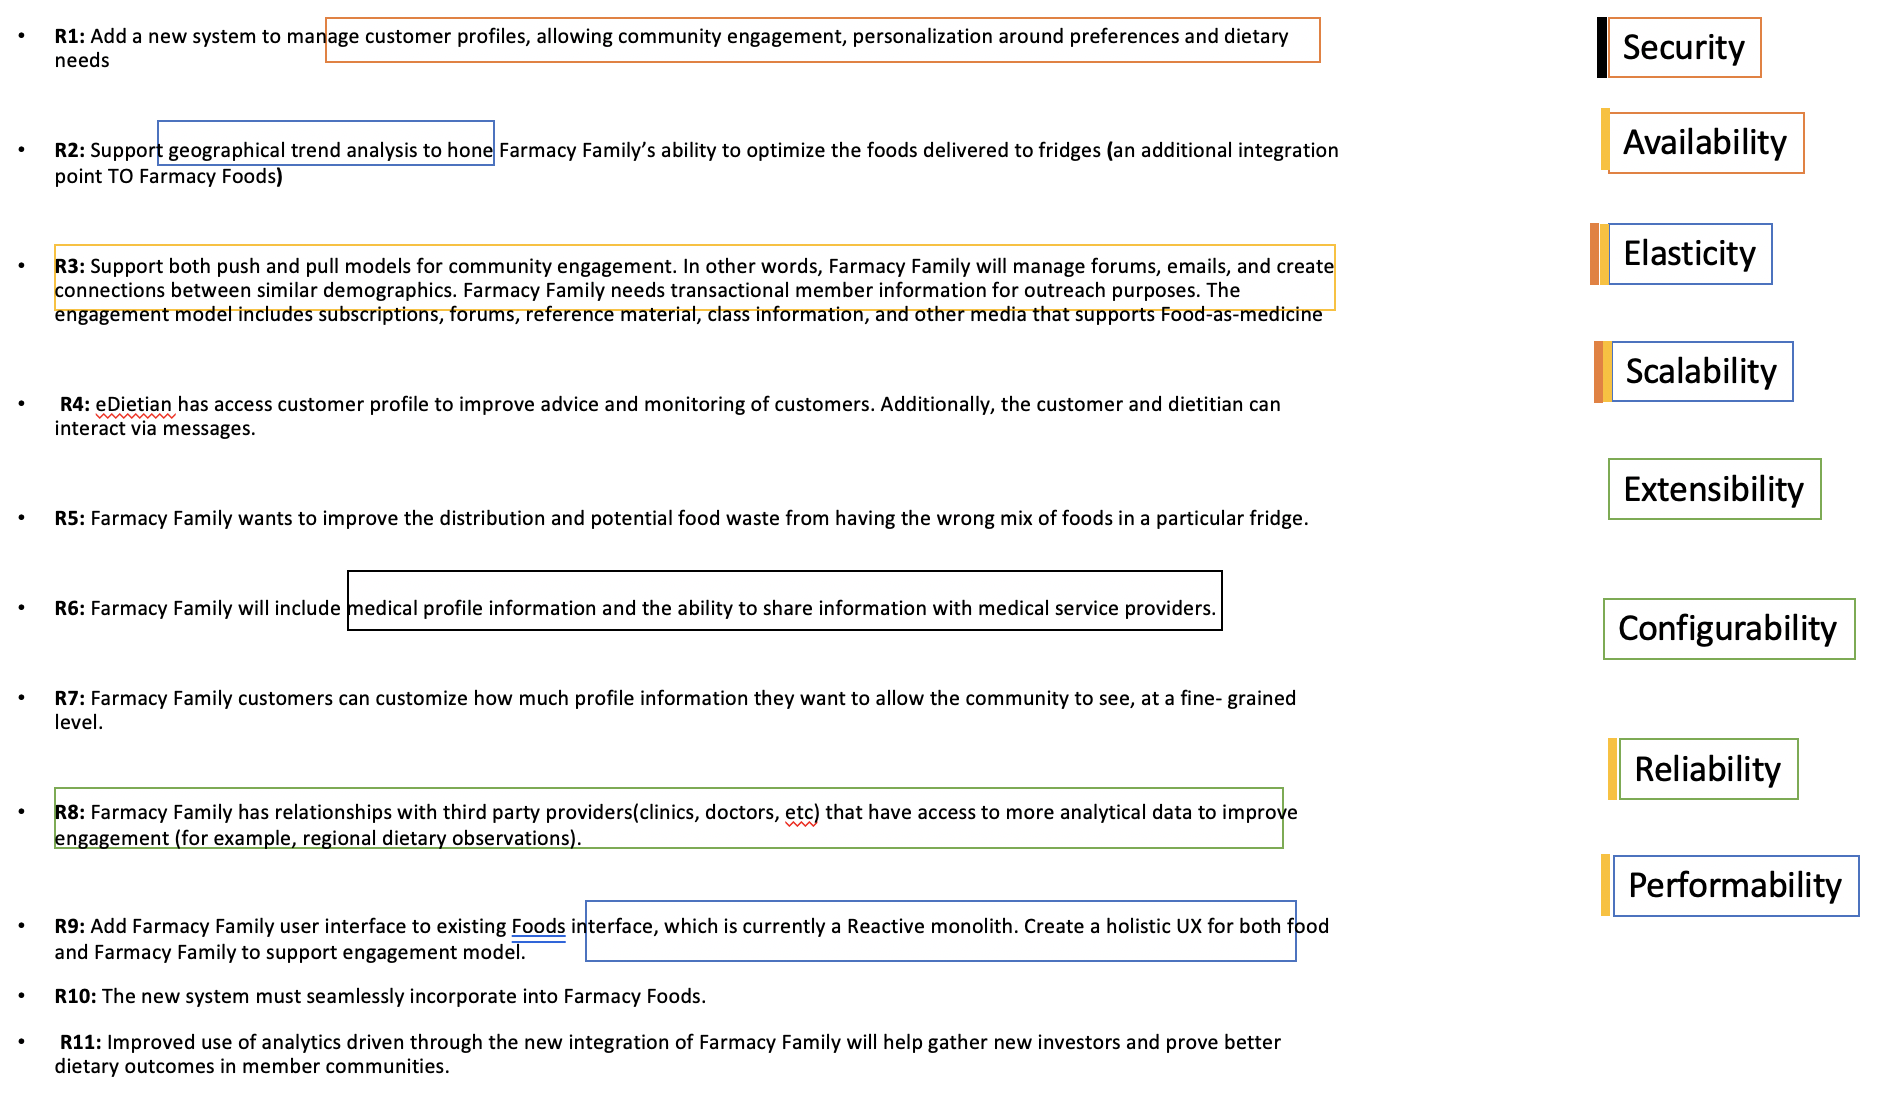 • R1: Add a new system to manage customer profiles, allowing community engagement, personalization around preferences and dietary
needs
• R2: Support geographical trend analysis to hone Farmacy Family’s ability to optimize the foods delivered to fridges (an additional integration
point TO Farmacy Foods)
• R3: Support both push and pull models for community engagement. In other words, Farmacy Family will manage forums, emails, and create
connections between similar demographics. Farmacy Family needs transactional member information for outreach purposes. The
engagement model includes subscriptions, forums, reference material, class information, and other media that supports Food-as-medicine
• R4: eDietian has access customer profile to improve advice and monitoring of customers. Additionally, the customer and dietitian can
interact via messages.
• R5: Farmacy Family wants to improve the distribution and potential food waste from having the wrong mix of foods in a particular fridge.
• R6: Farmacy Family will include medical profile information and the ability to share information with medical service providers.
• R7: Farmacy Family customers can customize how much profile information they want to allow the community to see, at a fine- grained
level.
• R8: Farmacy Family has relationships with third party providers(clinics, doctors, etc) that have access to more analytical data to improve
engagement (for example, regional dietary observations).
• R9: Add Farmacy Family user interface to existing Foods interface, which is currently a Reactive monolith. Create a holistic UX for both food
and Farmacy Family to support engagement model.
• R10: The new system must seamlessly incorporate into Farmacy Foods.
• R11: Improved use of analytics driven through the new integration of Farmacy Family will help gather new investors and prove better
dietary outcomes in member communities.
Security
Availability
Elasticity
Scalability
Extensibility
Configurability
Reliability
Performability